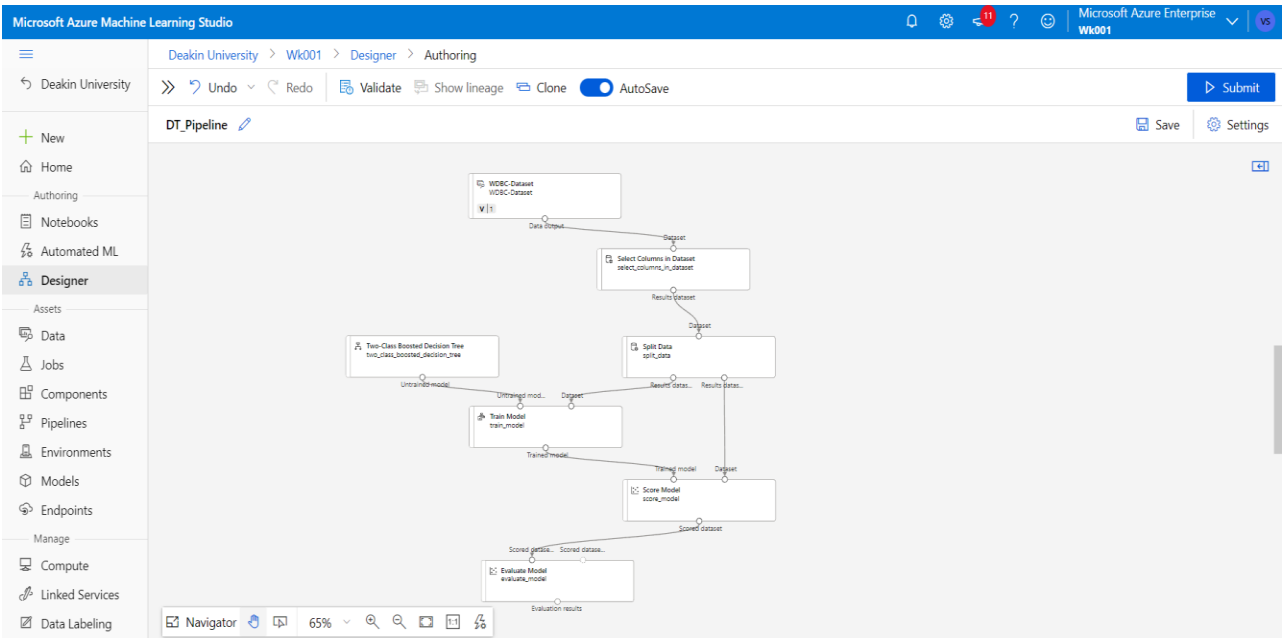 Microsoft Azure Machine Learning Studio
11
?
Microsoft Azure Enterprise
Wk001
VS
Deakin University > Wk001 > Designer > Authoring
Deakin University
Undo
Redo
Validate
Show lineage
Clone
AutoSave
Submit
DT_Pipeline
Save
Settings
New
Home
Authoring
Notebooks
Automated ML
Designer
Assets
Data
Jobs
Components
Pipelines
Environments
Models
Endpoints
Manage
Compute
Linked Services
Data Labeling
WDBC-Dataset
WDBC-Dataset
V 1
Data output
Dataset
Select Columns in Dataset
select_columns_in_dataset
Results dataset
Dataset
Two-Class Boosted Decision Tree
two_class_boosted_decision_tree
Untrained model
Split Data
split_data
Results datas...
Results datas...
Untrained mod...
Dataset
Train Model
train_model
Trained model
Trained model
Dataset
Score Model
score_model
Scored dataset
Scored datase...
Scored datase...
Evaluate Model
evaluate_model
Evaluation results
Navigator
65%
1:1